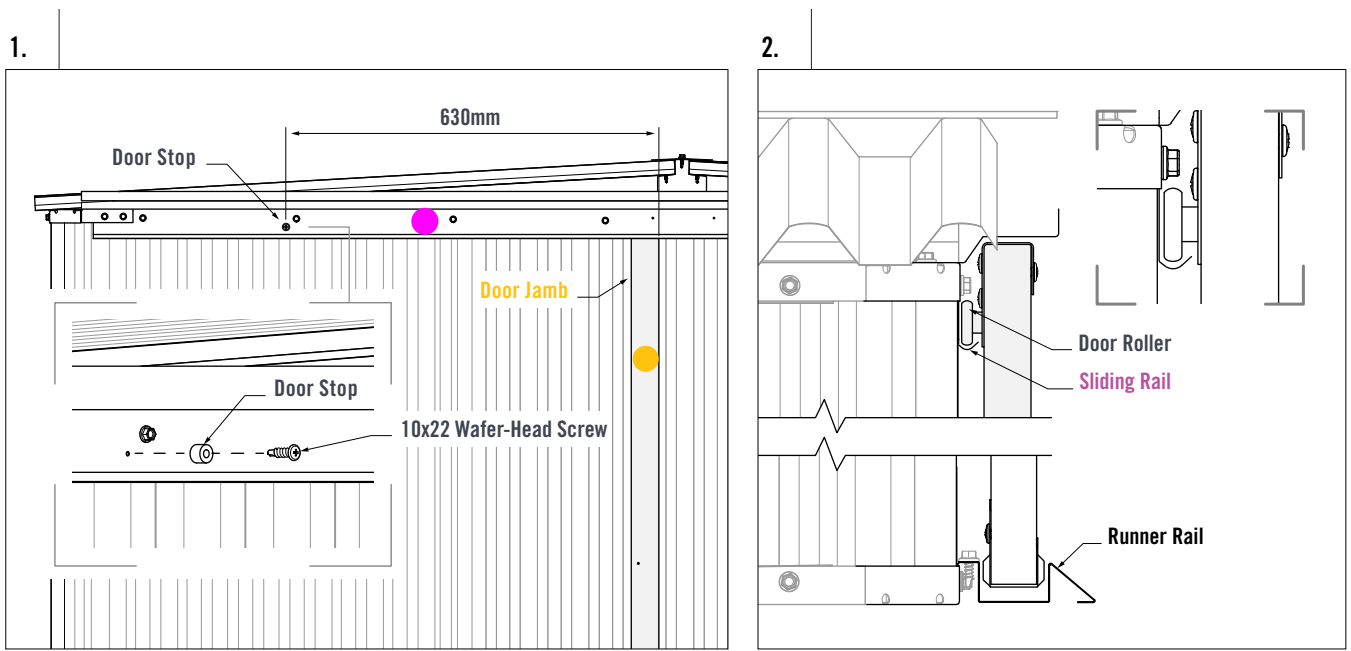 1.
630mm
Door Stop
Door Jamb
Door Stop
10x22 Wafer-Head Screw
2.
Door Roller
Sliding Rail
Runner Rail